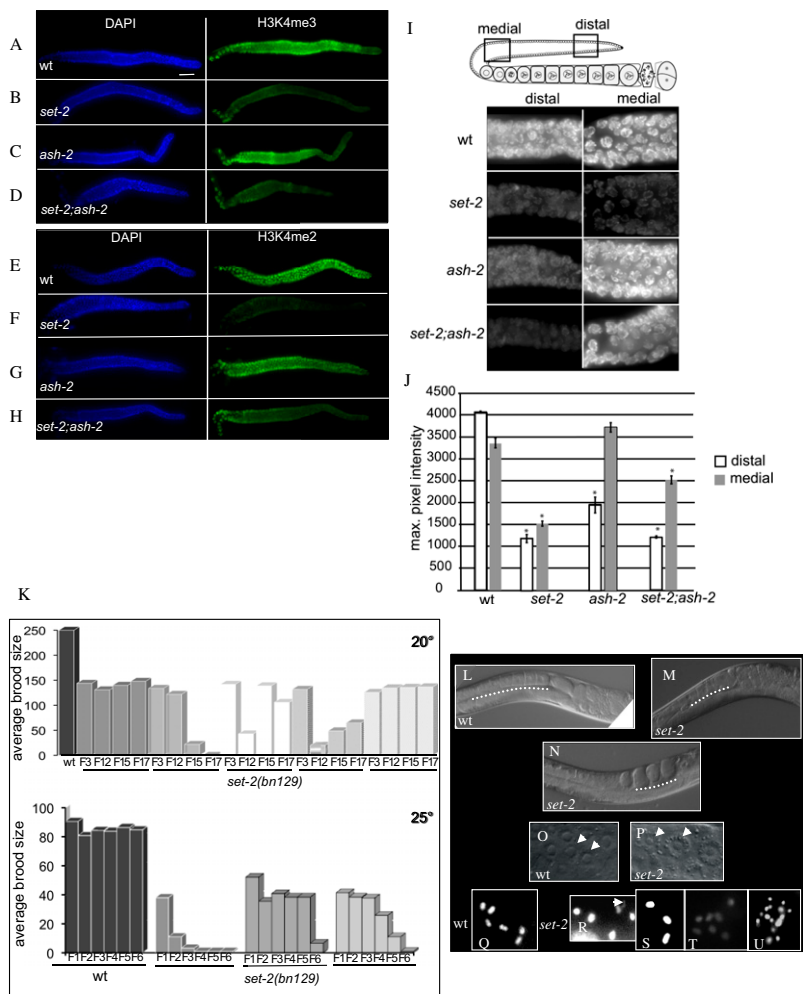 DAPI H3K4me3
A
wt
B
set-2
C
ash-2
D
set-2;ash-2
DAPI H3K4me2
E
wt
F
set-2
G
ash-2
H
set-2;ash-2
I
medial distal
distal medial
wt
set-2
ash-2
set-2;ash-2
J
max. pixel intensity
4500
4000
3500
3000
2500
2000
1500
1000
500
0
* * * * *
wt set-2 ash-2 set-2;ash-2
distal
medial
K
average brood size
20°
250
200
150
100
50
0
wt F3 F12 F15 F17 F3 F12 F15 F17 F3 F12 F15 F17 F3 F12 F15 F17 F3 F12 F15 F17
set-2(bn129)
average brood size
25°
100
80
60
40
20
0
F1F2F3F4F5F6 F1F2F3F4F5F6 F1F2 F3F4F5F6 F1F2 F3F4F5F6
wt set-2(bn129)
L
wt
M
set-2
N
set-2
O
wt
P
set-2
wt Q set-2 R S T U